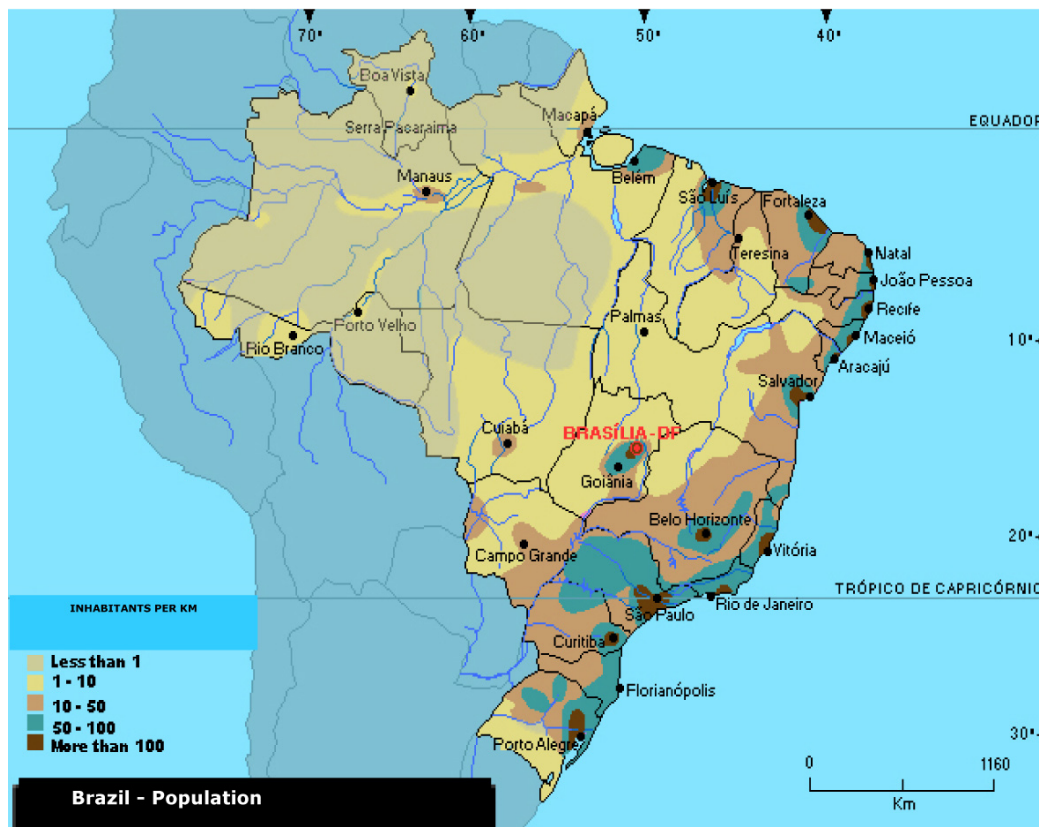 70°
60°
50°
40°
Boa Vista
Serra Pacaraima
Macapá
EQUADOR
Manaus
Belém
São Luís
Fortaleza
Teresina
Natal
João Pessoa
Recife
Porto Velho
Palmas
Rio Branco
Maceió
10°
Aracajú
Salvador
Cuiabá
BRASÍLIA-DF
Goiânia
Belo Horizonte
20°
Vitória
Campo Grande
TRÓPICO DE CAPRICÓRNIO
São Paulo
Rio de Janeiro
Curitiba
Florianópolis
30°
Porto Alegre
INHABITANTS PER KM
Less than 1
1 - 10
10 - 50
50 - 100
More than 100
0 1160
Km
Brazil - Population